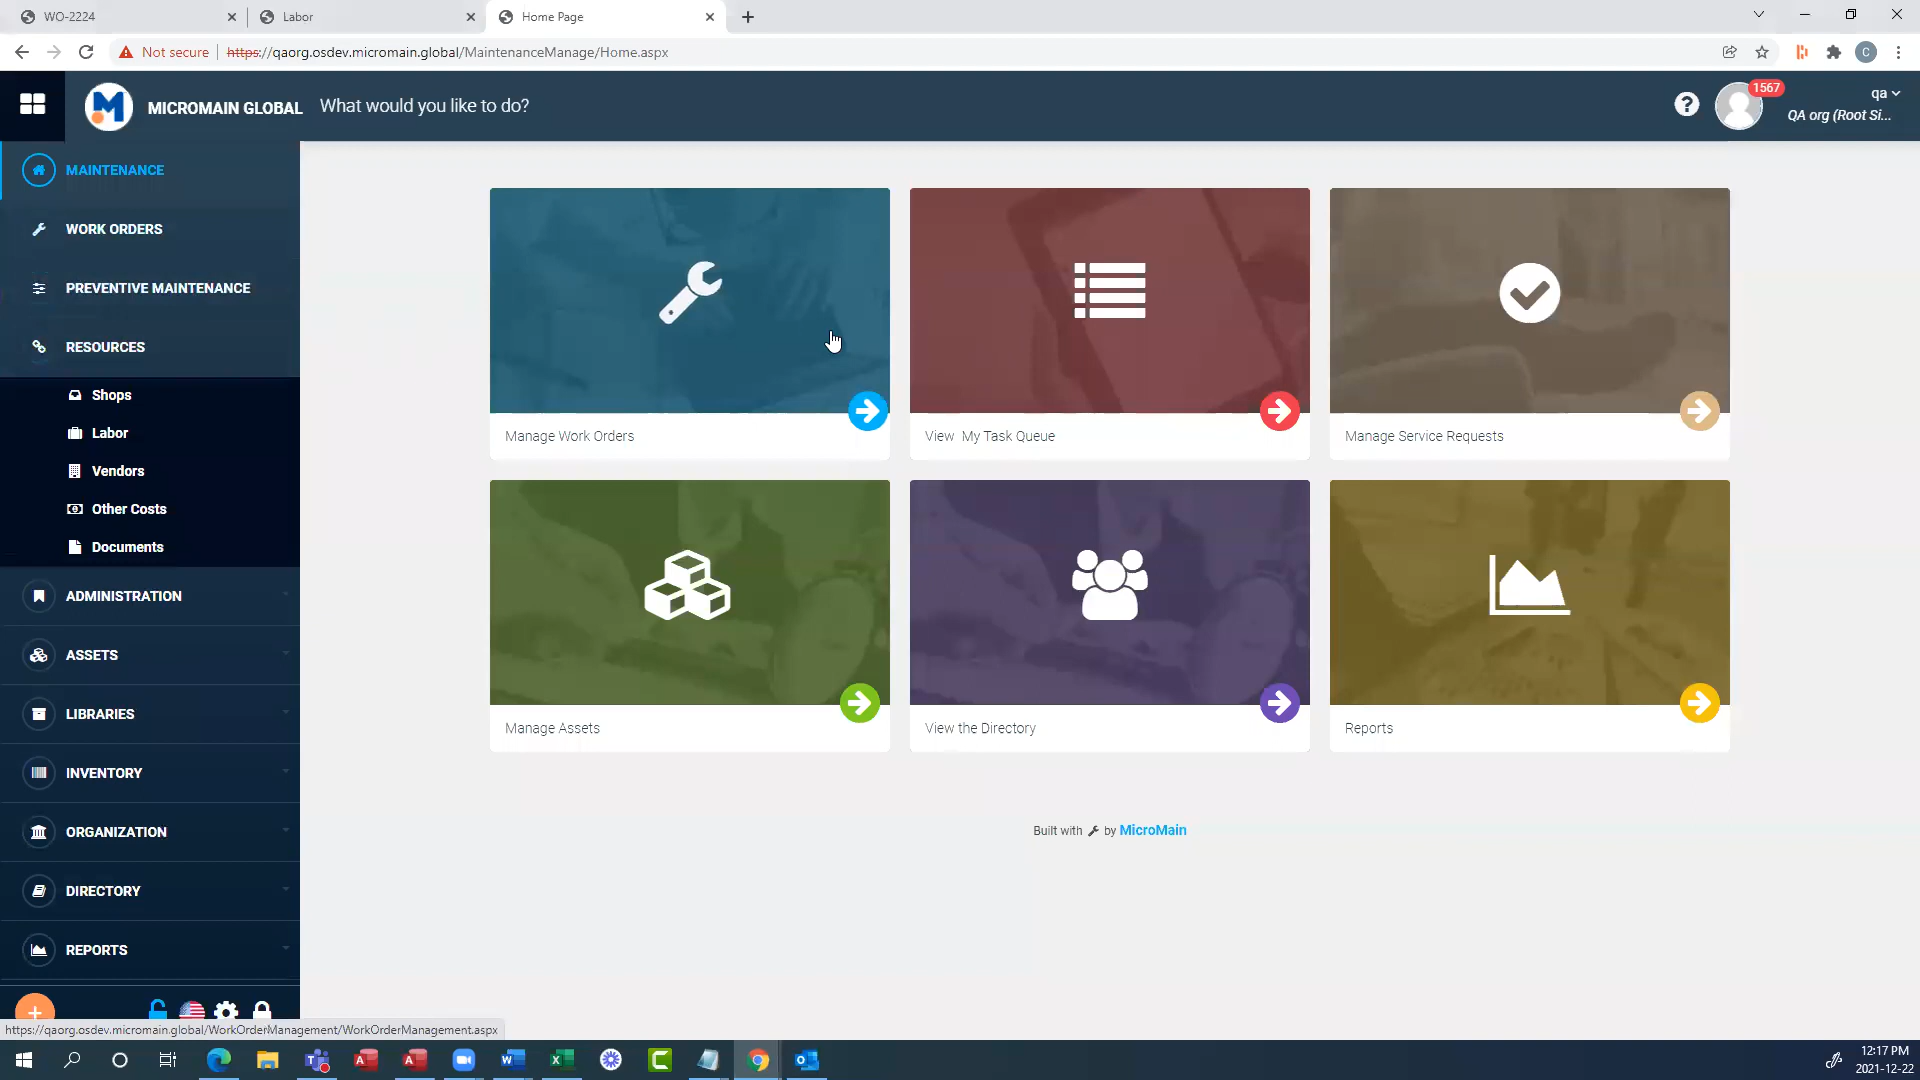 WO-2224
Labor
Home Page
Not secure
https://qaorg.osdev.micromain.global/MaintenanceManage/Home.aspx
C
MICROMAIN GLOBAL
What would you like to do?
1567
qa
QA org (Root Si...
MAINTENANCE
WORK ORDERS
PREVENTIVE MAINTENANCE
RESOURCES
Shops
Labor
Vendors
Other Costs
Documents
ADMINISTRATION
ASSETS
LIBRARIES
INVENTORY
ORGANIZATION
DIRECTORY
REPORTS
Manage Work Orders
View My Task Queue
Manage Service Requests
Manage Assets
View the Directory
Reports
Built with by MicroMain
https://qaorg.osdev.micromain.global/WorkOrderManagement/WorkOrderManagement.aspx
12:17 PM
2021-12-22